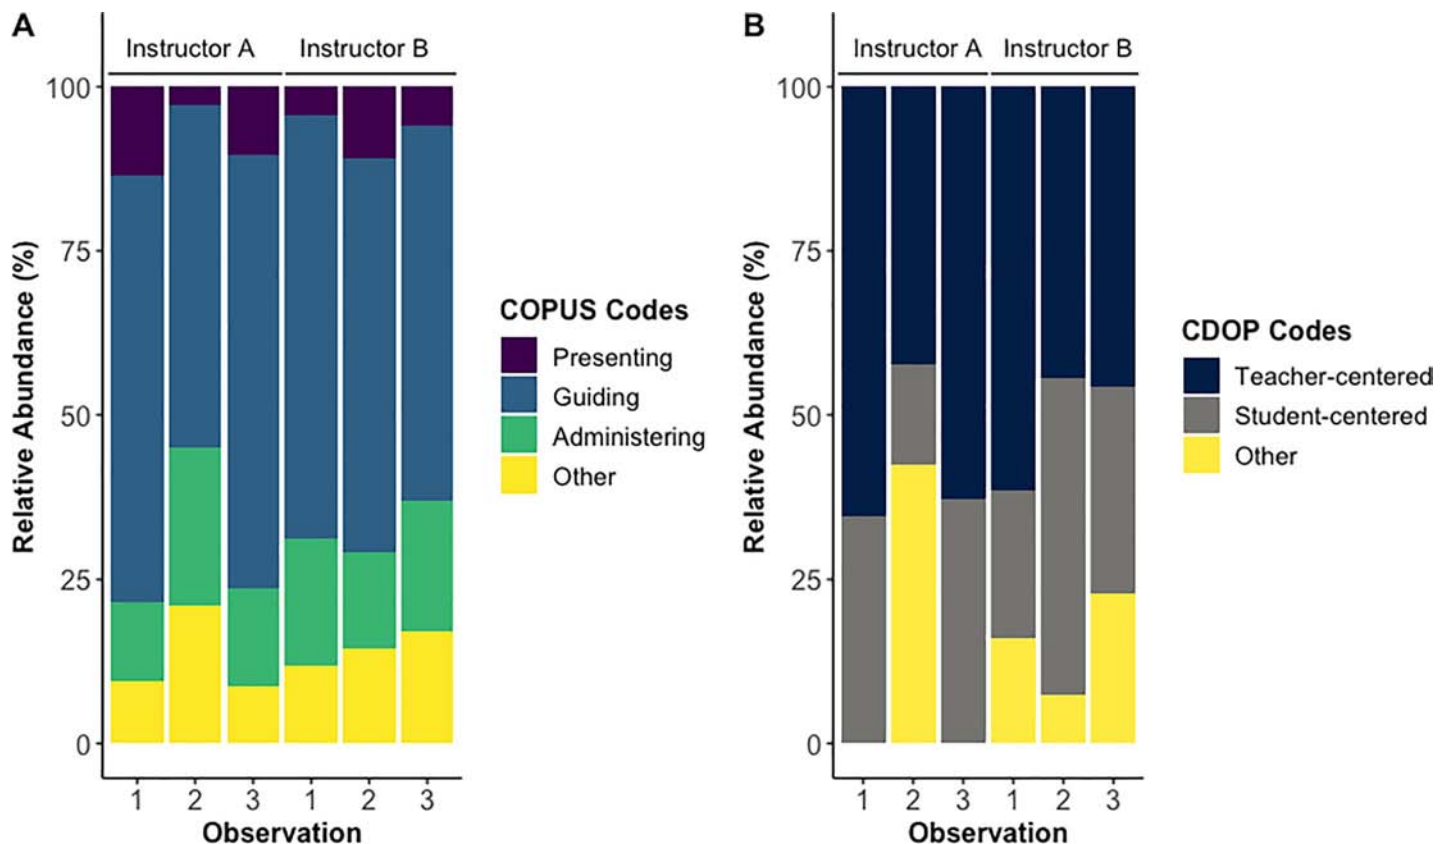 A
Instructor A Instructor B
100
75
50
25
0
Relative Abundance (%)
1 2 3 1 2 3
Observation
COPUS Codes
Presenting
Guiding
Administering
Other
B
Instructor A Instructor B
100
75
50
25
0
Relative Abundance (%)
1 2 3 1 2 3
Observation
CDOP Codes
Teacher-centered
Student-centered
Other